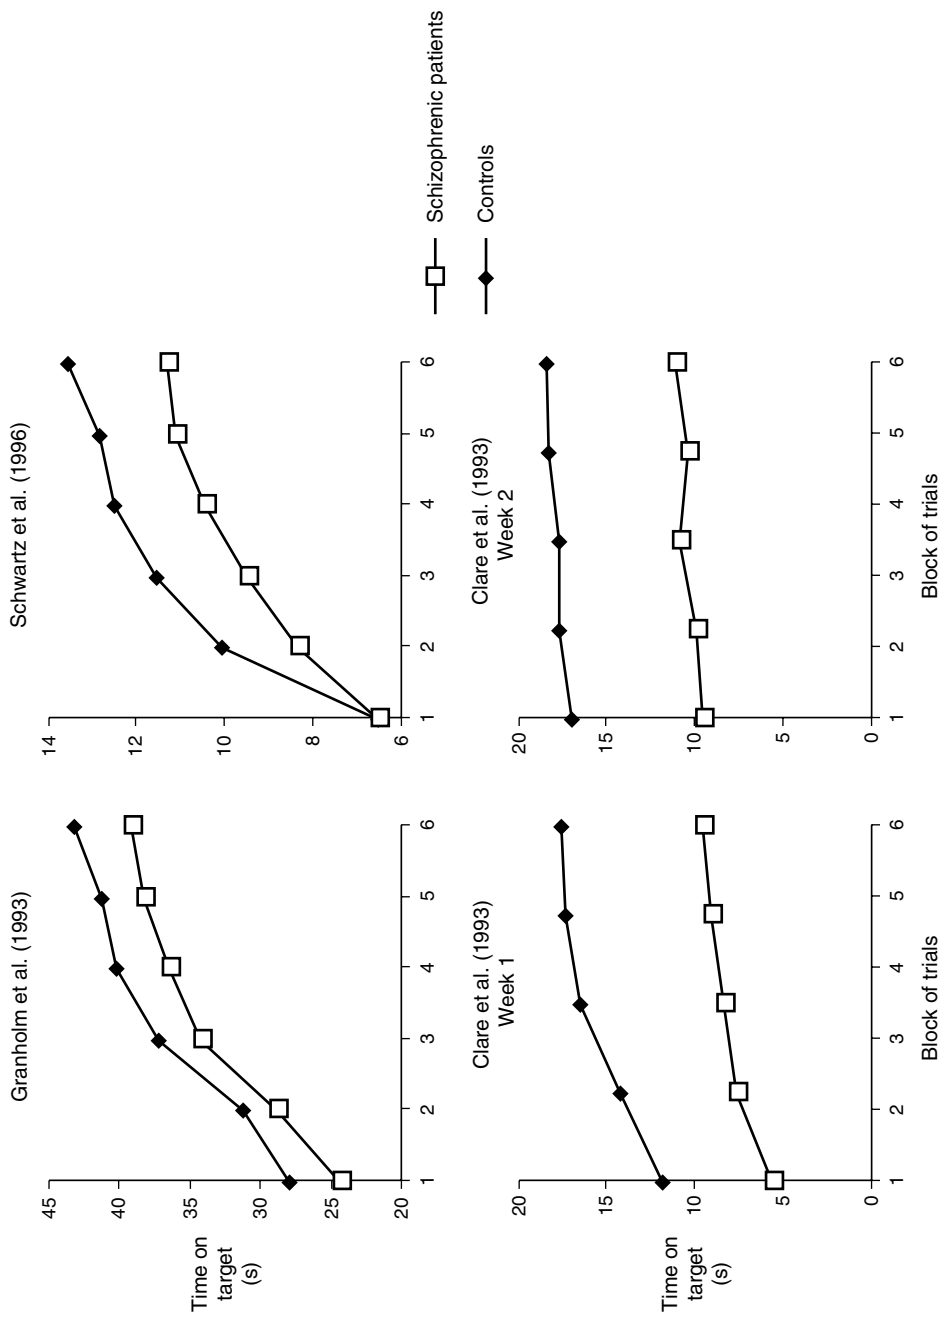 Granholm et al. (1993)
Time on
target
(s)
45
40
35
30
25
20
1 2 3 4 5 6
Schwartz et al. (1996)
14
12
10
8
6
1 2 3 4 5 6
Clare et al. (1993)
Week 1
Time on
target
(s)
20
15
10
5
0
1 2 3 4 5 6
Block of trials
Clare et al. (1993)
Week 2
20
15
10
5
0
1 2 3 4 5 6
Block of trials
Schizophrenic patients
Controls